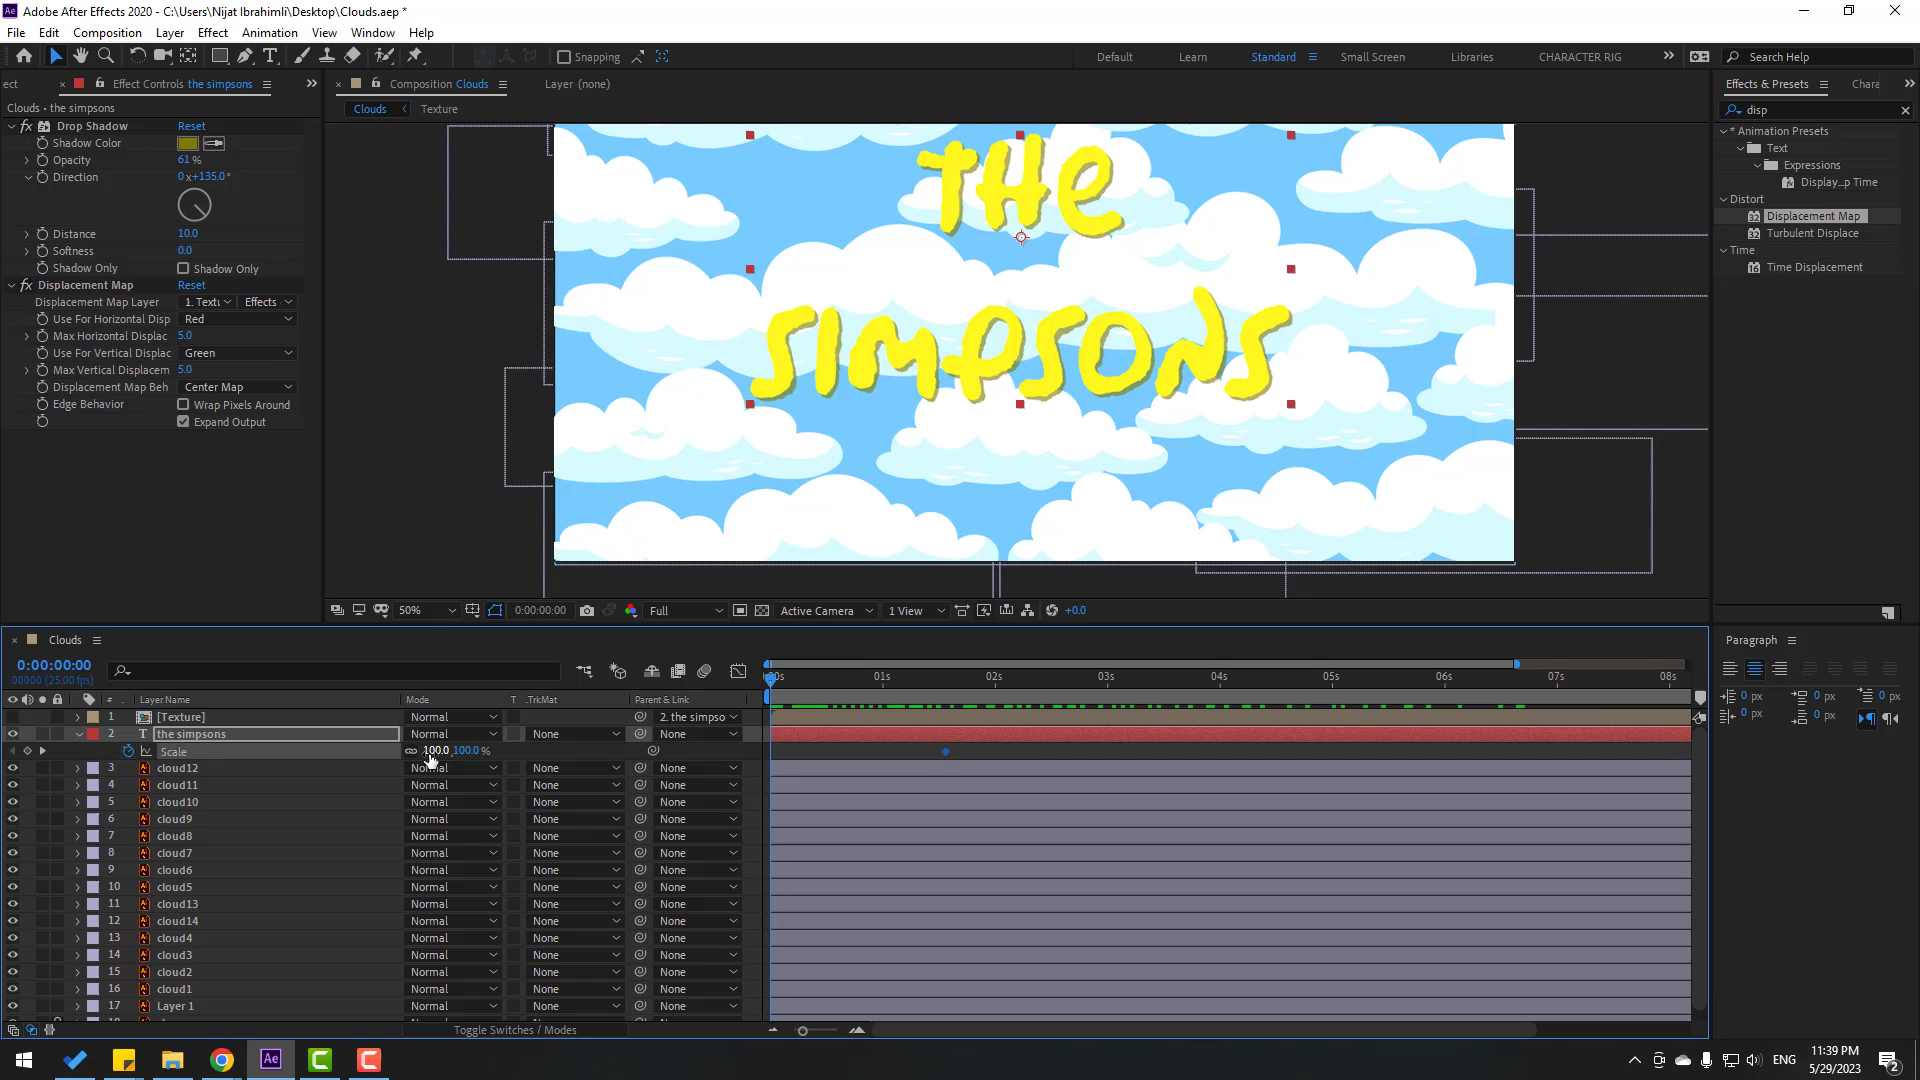 Adobe After Effects 2020 - C:\Users\Nijat Ibrahimli\Desktop\Clouds.aep *
File Edit Composition Layer Effect Animation View Window Help
Snapping
Default Learn Standard Small Screen Libraries CHARACTER RIG Search Help
ect Effect Controls the simpsons
Composition Clouds Layer (none)
Effects & Presets Chara
Clouds • the simpsons
Clouds Texture
disp
Drop Shadow Reset
Shadow Color
Opacity 61 %
Direction 0 x+135.0 °
Distance 10.0
Softness 0.0
Shadow Only Shadow Only
Displacement Map Reset
Displacement Map Layer 1. Textu Effects
Use For Horizontal Disp Red
Max Horizontal Displac 5.0
Use For Vertical Displac Green
Max Vertical Displacem 5.0
Displacement Map Beh Center Map
Edge Behavior Wrap Pixels Around
Expand Output
THE
SIMPSONS
* Animation Presets
Text
Expressions
Display...p Time
Distort
Displacement Map
Turbulent Displace
Time
Time Displacement
50% 0:00:00:00 Full Active Camera 1 View +0.0
Clouds
0:00:00:00
00000 (25.00 fps)
:00s 01s 02s 03s 04s 05s 06s 07s 08s
# Layer Name Mode T .TrkMat Parent & Link
1 [Texture] Normal 2. the simpso
2 the simpsons Normal None None
Scale 100.0,100.0 %
3 cloud12 Normal None None
4 cloud11 Normal None None
5 cloud10 Normal None None
6 cloud9 Normal None None
7 cloud8 Normal None None
8 cloud7 Normal None None
9 cloud6 Normal None None
10 cloud5 Normal None None
11 cloud13 Normal None None
12 cloud14 Normal None None
13 cloud4 Normal None None
14 cloud3 Normal None None
15 cloud2 Normal None None
16 cloud1 Normal None None
17 Layer 1 Normal None None
Toggle Switches / Modes
Paragraph
0 px 0 px 0 px
0 px 0 px
ENG
11:39 PM
5/29/2023
2